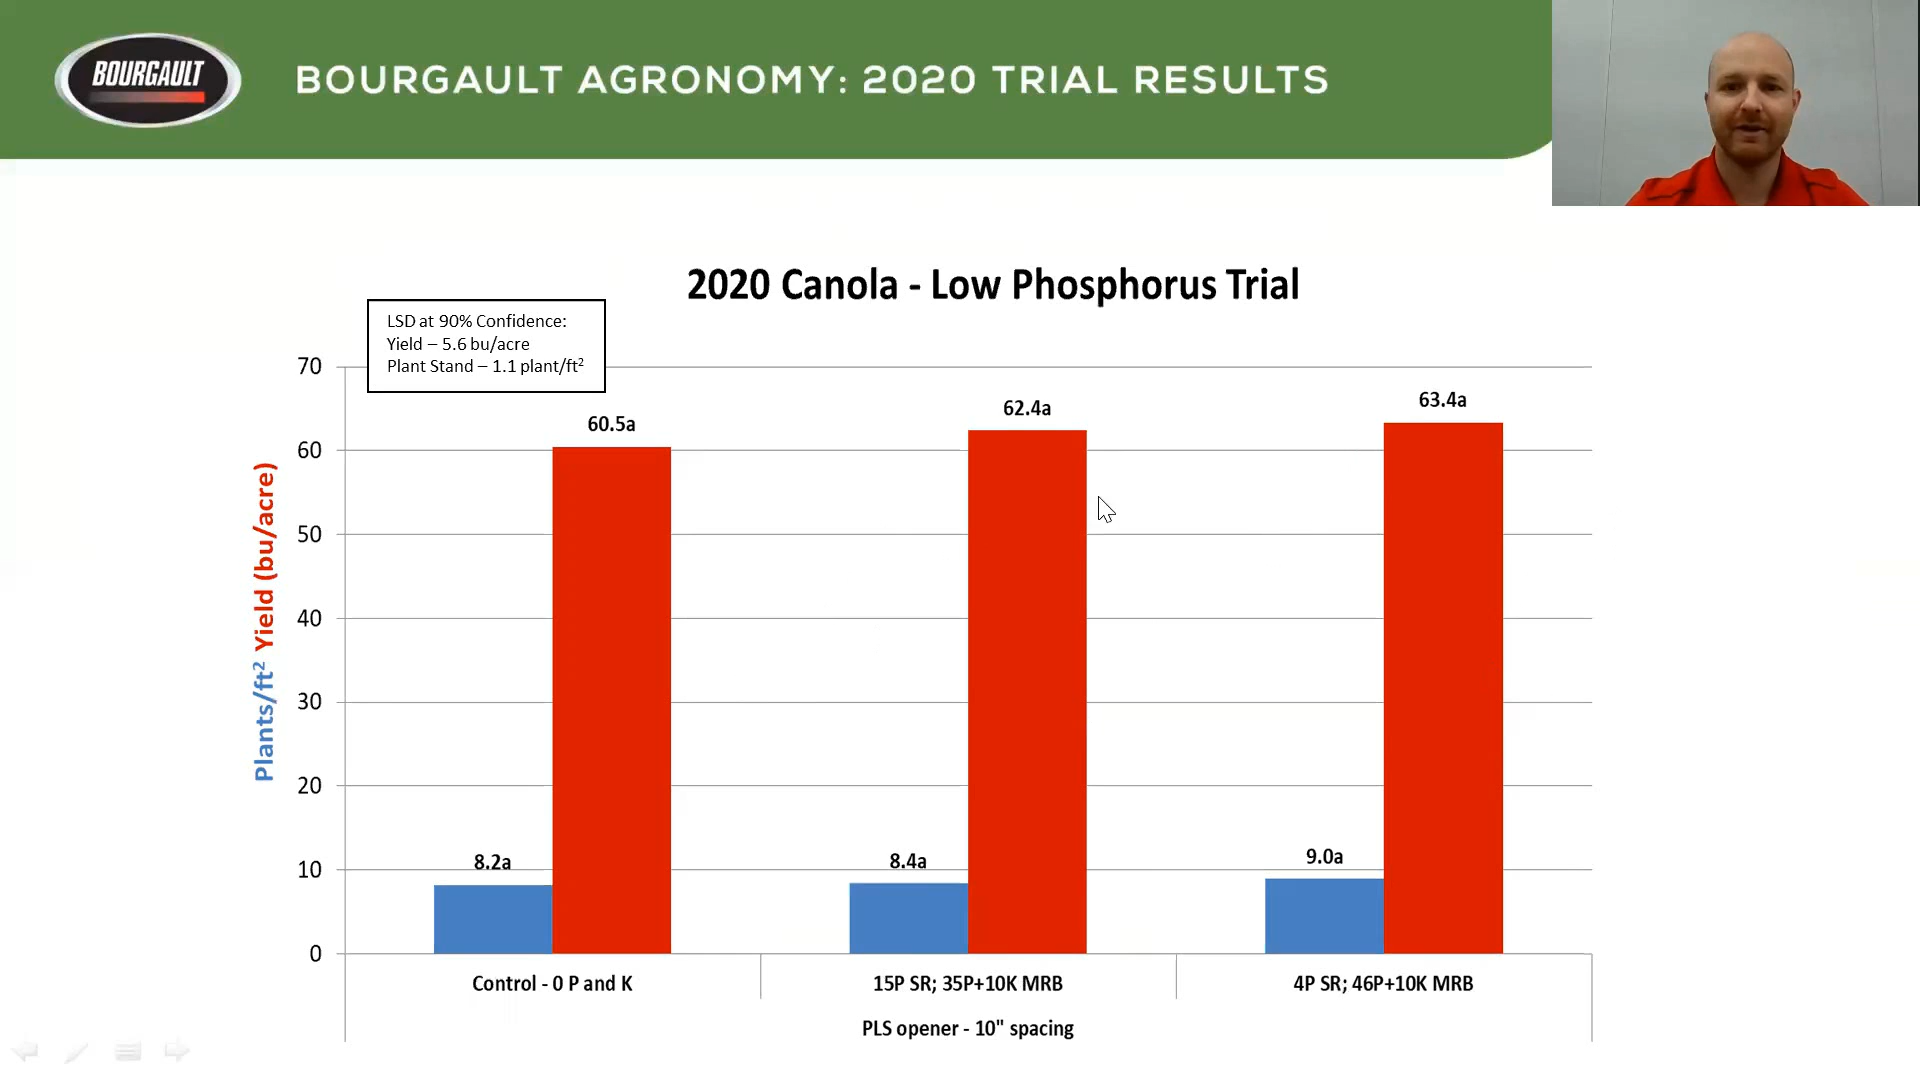 BOURGAULT
BOURGAULT AGRONOMY: 2020 TRIAL RESULTS
2020 Canola - Low Phosphorus Trial
LSD at 90% Confidence:
Yield – 5.6 bu/acre
Plant Stand – 1.1 plant/ft²
Plants/ft² Yield (bu/acre)
70
60
50
40
30
20
10
0
8.2a
60.5a
8.4a
62.4a
9.0a
63.4a
Control - 0 P and K
15P SR; 35P+10K MRB
4P SR; 46P+10K MRB
PLS opener - 10" spacing